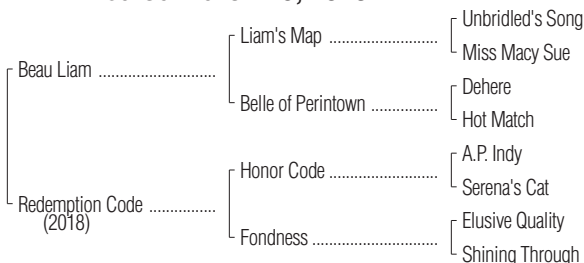 Unbridled's Song
Liam's Map ........................
Miss Macy Sue
Beau Liam ..........................
Dehere
Belle of Perintown ...............
Hot Match
A.P. Indy
Honor Code ........................
Serena's Cat
Redemption Code ...............
(2018)
Elusive Quality
Fondness ............................
Shining Through